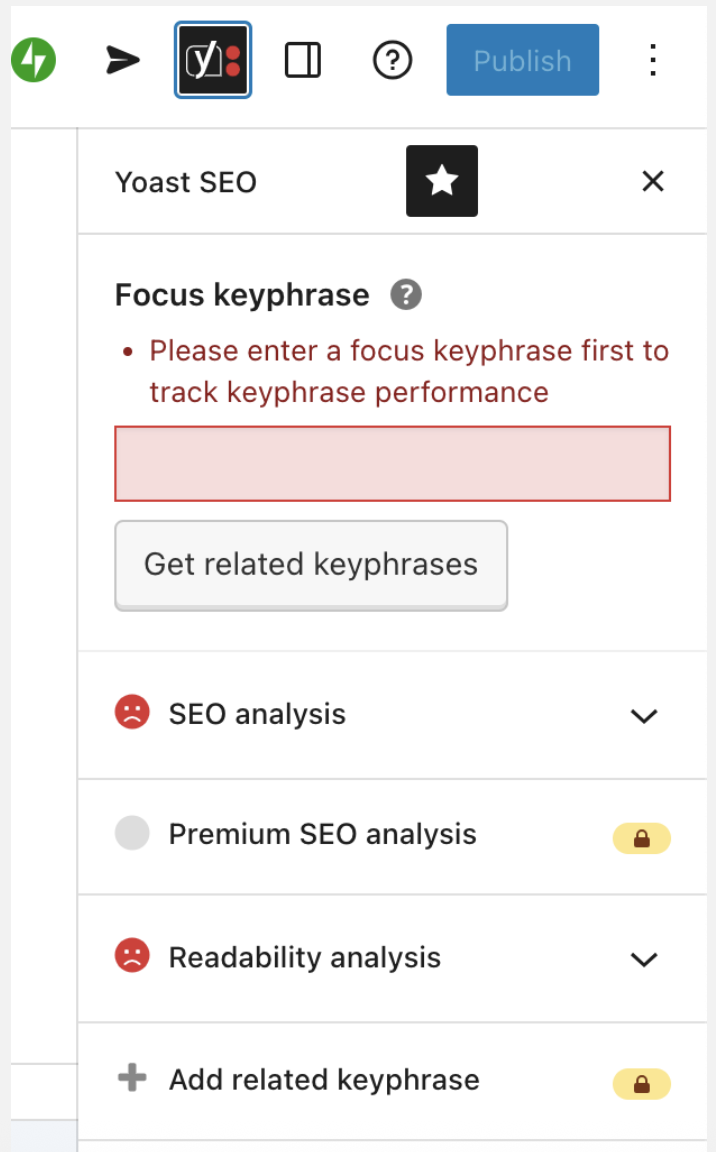 Publish
Yoast SEO
Focus keyphrase
Please enter a focus keyphrase first to
track keyphrase performance
Get related keyphrases
SEO analysis
Premium SEO analysis
Readability analysis
Add related keyphrase